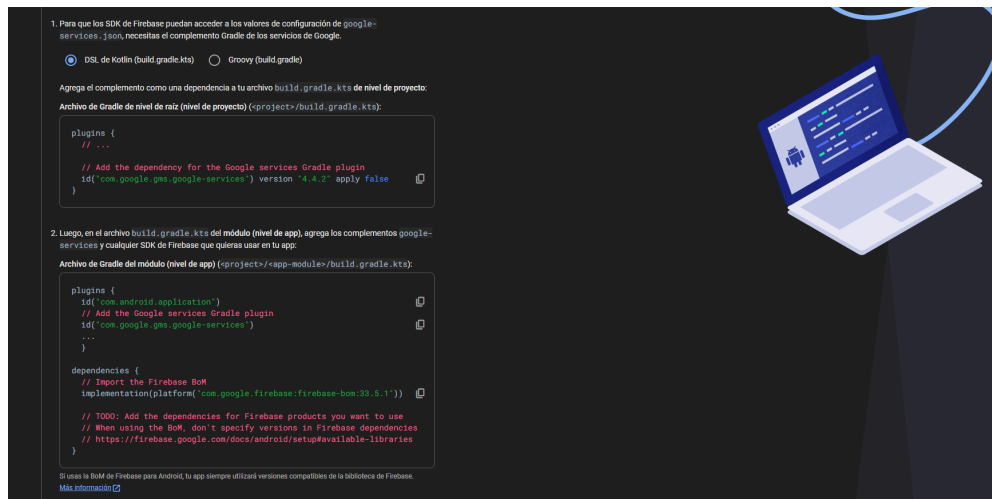 1. Para que los SDK de Firebase puedan acceder a los valores de configuración de google-
services.json, necesitas el complemento Gradle de los servicios de Google.
DSL de Kotlin (build.gradle.kts) Groovy (build.gradle)
Agrega el complemento como una dependencia a tu archivo build.gradle.kts de nivel de proyecto:
Archivo de Gradle de nivel de raíz (nivel de proyecto) (<project>/build.gradle.kts):
plugins {
// ...
// Add the dependency for the Google services Gradle plugin
id("com.google.gms.google-services") version "4.4.2" apply false
}
2. Luego, en el archivo build.gradle.kts del módulo (nivel de app), agrega los complementos google-
services y cualquier SDK de Firebase que quieras usar en tu app:
Archivo de Gradle del módulo (nivel de app) (<project>/<app-module>/build.gradle.kts):
plugins {
id("com.android.application")
// Add the Google services Gradle plugin
id("com.google.gms.google-services")
...
}
dependencies {
// Import the Firebase BoM
implementation(platform("com.google.firebase:firebase-bom:33.5.1"))
// TODO: Add the dependencies for Firebase products you want to use
// When using the BoM, don't specify versions in Firebase dependencies
// https://firebase.google.com/docs/android/setup#available-libraries
}
Si usas la BoM de Firebase para Android, tu app siempre utilizará versiones compatibles de la biblioteca de Firebase.
Más información